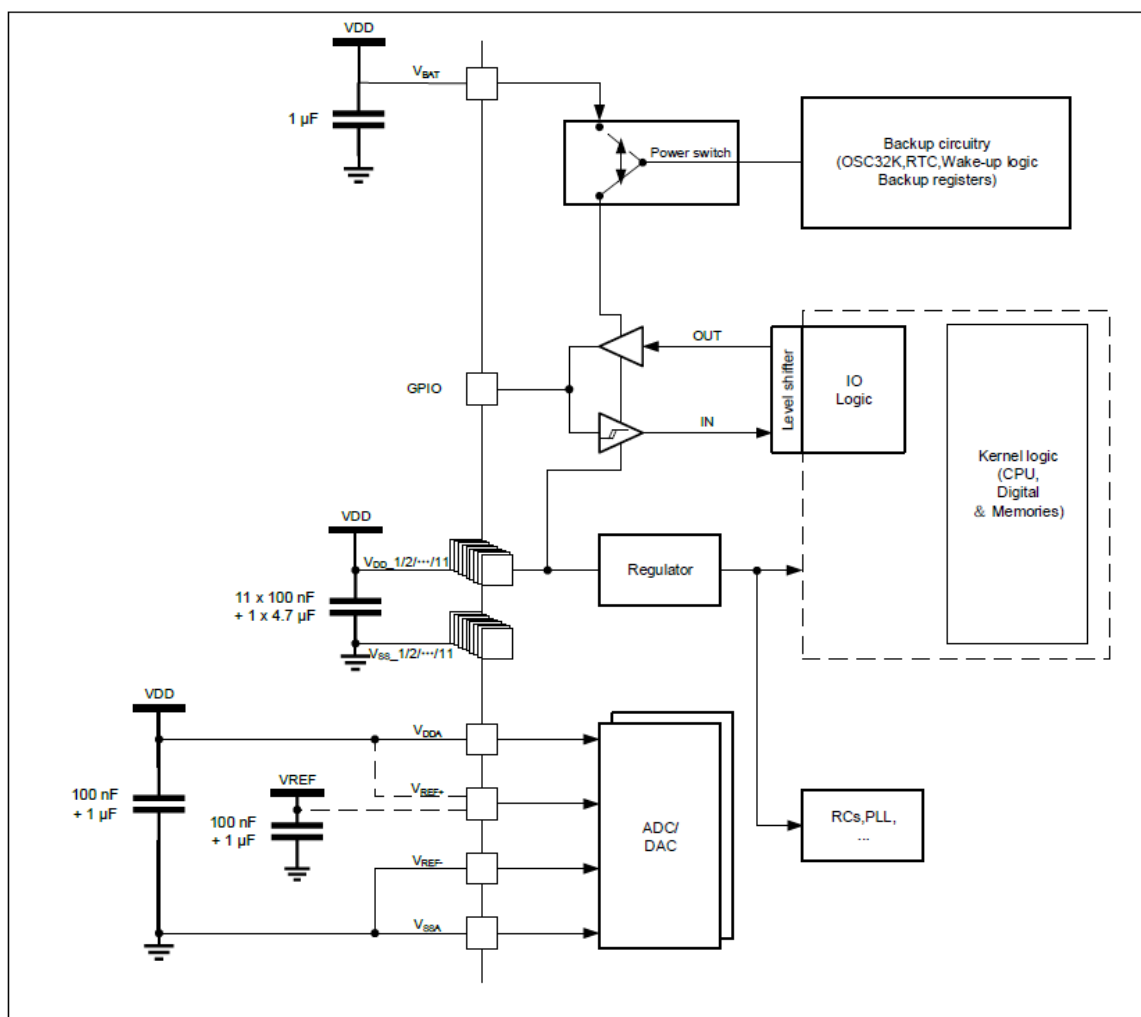 VDD
VBAT
1 µF
Power switch
Backup circuitry
(OSC32K,RTC,Wake-up logic
Backup registers)
OUT
GPIO
Level shifter
IO
Logic
IN
Kernel logic
(CPU,
Digital
& Memories)
VDD
VDD_1/2/···/11
Regulator
11 x 100 nF
+ 1 x 4.7 µF
VSS_1/2/···/11
VDD
VDDA
VREF+
VREF
100 nF
+ 1 µF
100 nF
+ 1 µF
ADC/
DAC
RCs,PLL,
...
VREF-
VSSA